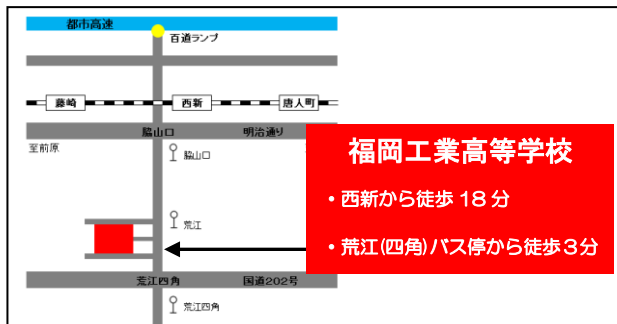 都市高速
百道ランプ
藤崎
西新
唐人町
脇山口
明治通り
至前原
脇山口
荒江
荒江四角
国道202号
荒江四角
福岡工業高等学校
・西新から徒歩 18 分
・荒江(四角)バス停から徒歩３分